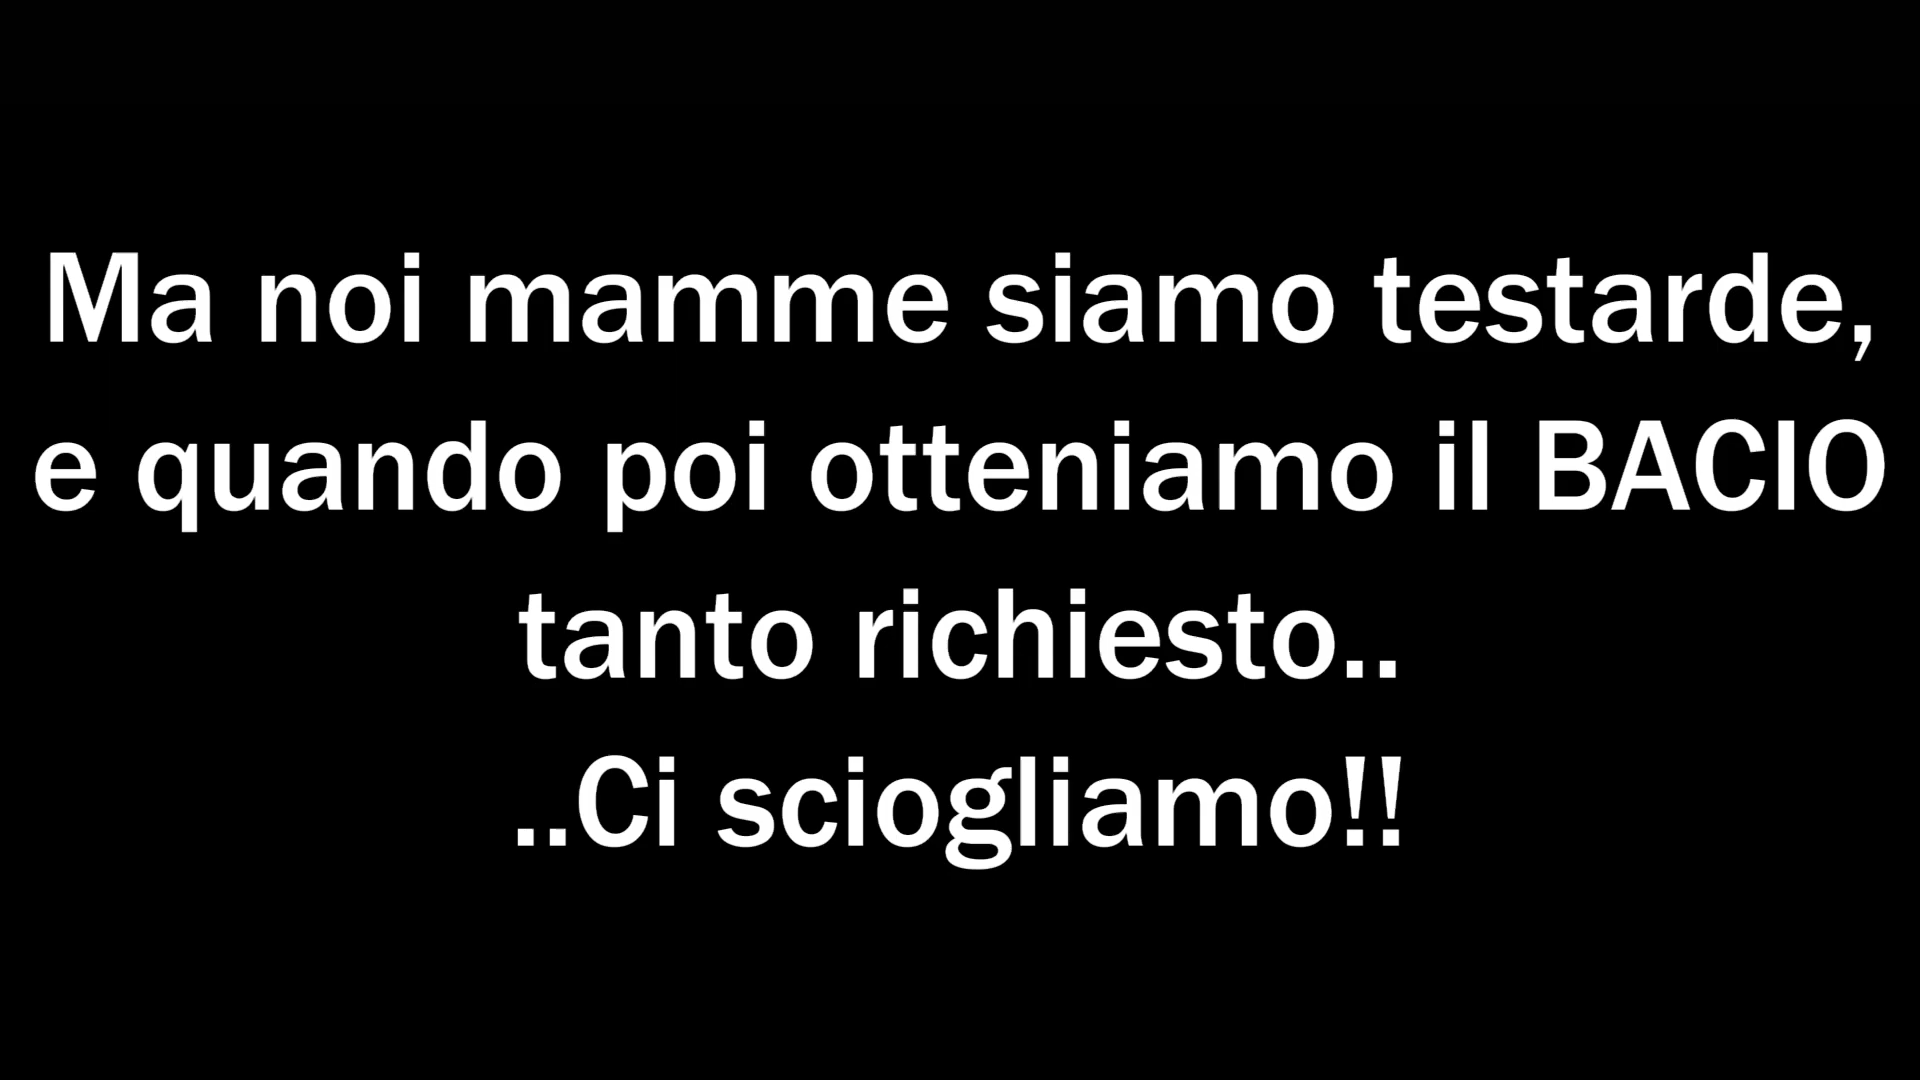 Ma noi mamme siamo testarde,
e quando poi otteniamo il BACIO
tanto richiesto..
..Ci sciogliamo!!